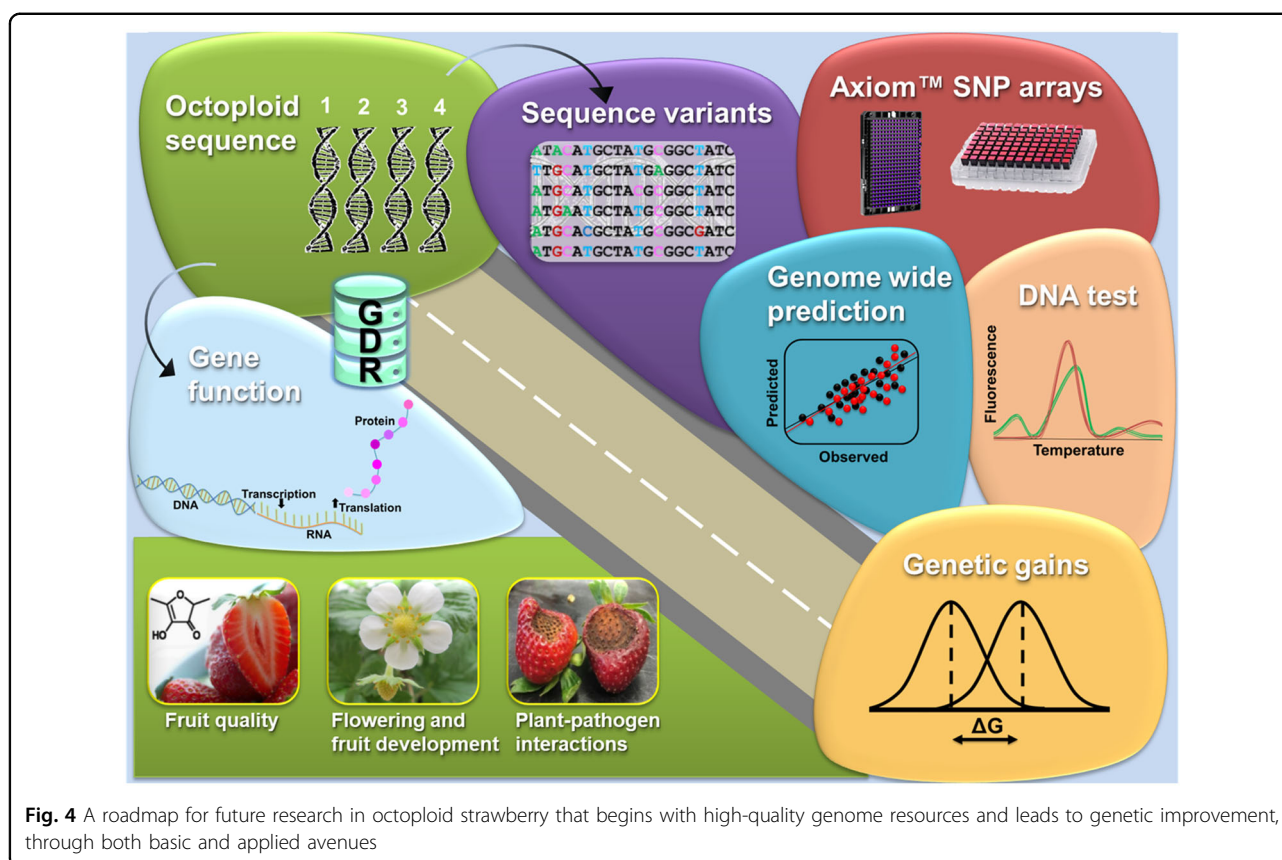 Octoploid
sequence
1 2 3 4
Sequence variants
ATACATGCTATGCGGCTATC
TTGCATGCTATGAGGCTATC
ATGCATGCTACGCGGCTATC
ATGAATGCTATGCGGCTATC
ATGCACGCTATGCGGCGATC
ATGCATGCTATGCGGCTATC
Axiom™ SNP arrays
Genome wide
prediction
Predicted
Observed
DNA test
Fluorescence
Temperature
G
D
R
Gene
function
Protein
Transcription
Translation
DNA
RNA
Genetic gains
ΔG
HO
O
O
Fruit quality
Flowering and
fruit development
Plant-pathogen
interactions
Fig. 4 A roadmap for future research in octoploid strawberry that begins with high-quality genome resources and leads to genetic improvement,
through both basic and applied avenues